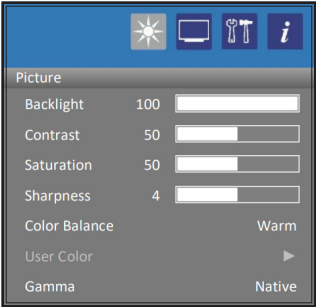 i
Picture
Backlight 100
Contrast 50
Saturation 50
Sharpness 4
Color Balance Warm
User Color
Gamma Native